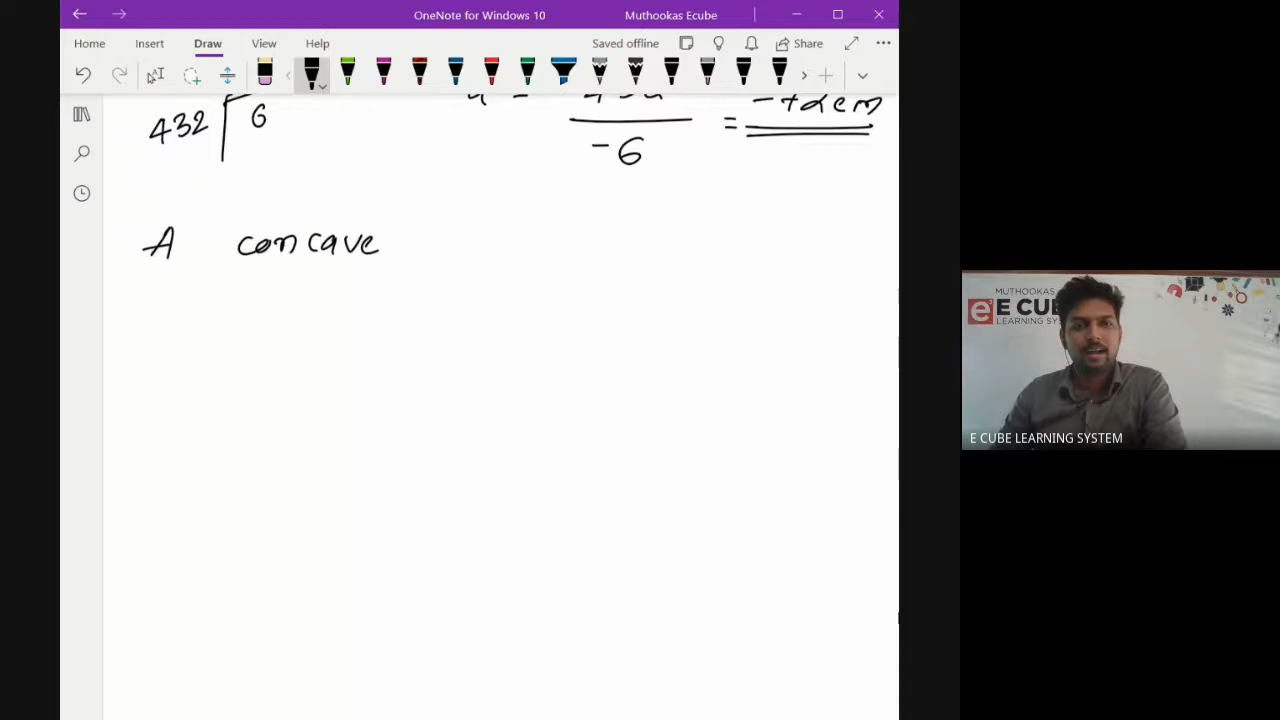 OneNote for Windows 10 Muthookas Ecube
Home Insert Draw View Help Saved offline Share
432 6
-6 =
A concave
MUTHOOKAS
e E CUBE
LEARNING
E CUBE LEARNING SYSTEM